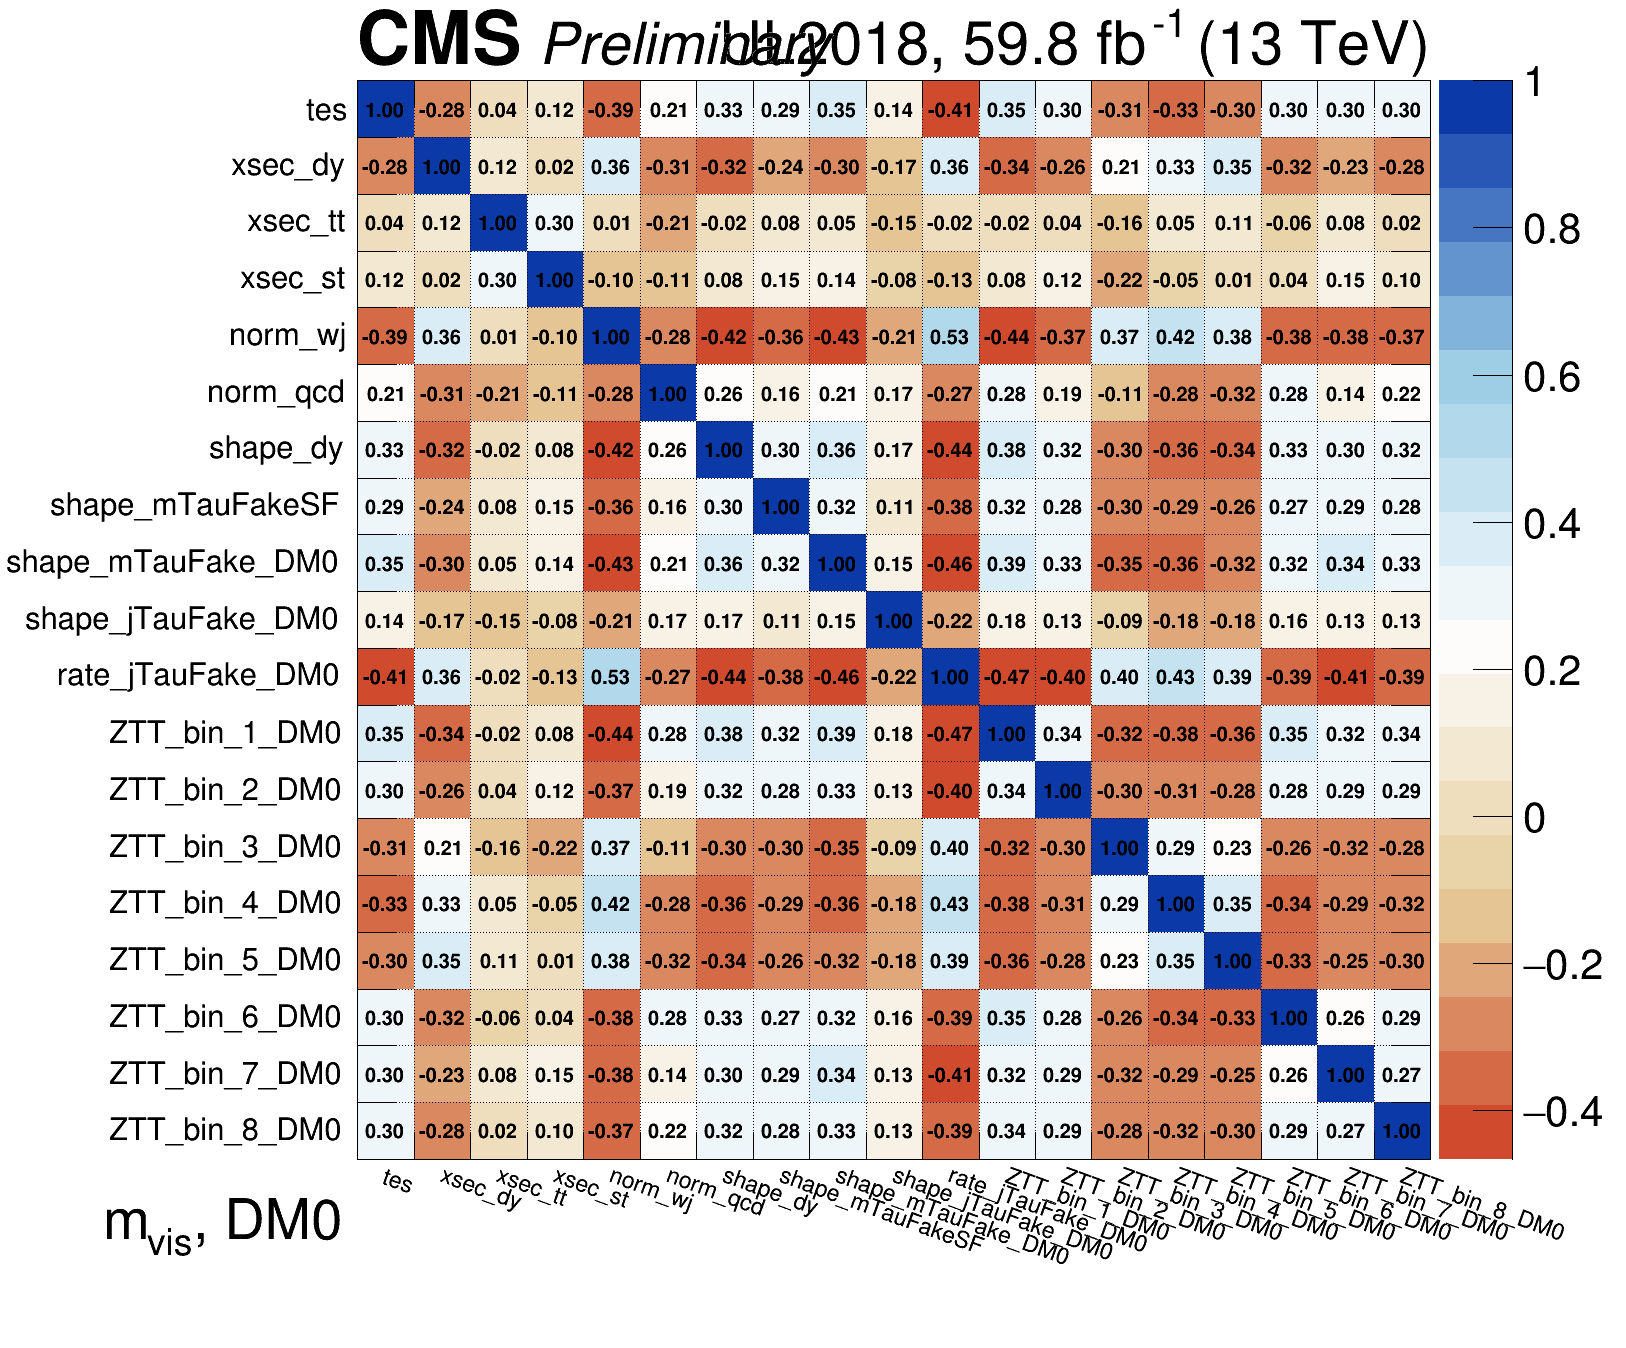 CMS Preliminary UL2018, 59.8 fb-1 (13 TeV)
tes 1.00 -0.28 0.04 0.12 -0.39 0.21 0.33 0.29 0.35 0.14 -0.41 0.35 0.30 -0.31 -0.33 -0.30 0.30 0.30 0.30
xsec_dy -0.28 1.00 0.12 0.02 0.36 -0.31 -0.32 -0.24 -0.30 -0.17 0.36 -0.34 -0.26 0.21 0.33 0.35 -0.32 -0.23 -0.28
xsec_tt 0.04 0.12 1.00 0.30 0.01 -0.21 -0.02 0.08 0.05 -0.15 -0.02 -0.02 0.04 -0.16 0.05 0.11 -0.06 0.08 0.02
xsec_st 0.12 0.02 0.30 1.00 -0.10 -0.11 0.08 0.15 0.14 -0.08 -0.13 0.08 0.12 -0.22 -0.05 0.01 0.04 0.15 0.10
norm_wj -0.39 0.36 0.01 -0.10 1.00 -0.28 -0.42 -0.36 -0.43 -0.21 0.53 -0.44 -0.37 0.37 0.42 0.38 -0.38 -0.38 -0.37
norm_qcd 0.21 -0.31 -0.21 -0.11 -0.28 1.00 0.26 0.16 0.21 0.17 -0.27 0.28 0.19 -0.11 -0.28 -0.32 0.28 0.14 0.22
shape_dy 0.33 -0.32 -0.02 0.08 -0.42 0.26 1.00 0.30 0.36 0.17 -0.44 0.38 0.32 -0.30 -0.36 -0.34 0.33 0.30 0.32
shape_mTauFakeSF 0.29 -0.24 0.08 0.15 -0.36 0.16 0.30 1.00 0.32 0.11 -0.38 0.32 0.28 -0.30 -0.29 -0.26 0.27 0.29 0.28
shape_mTauFake_DM0 0.35 -0.30 0.05 0.14 -0.43 0.21 0.36 0.32 1.00 0.15 -0.46 0.39 0.33 -0.35 -0.36 -0.32 0.32 0.34 0.33
shape_jTauFake_DM0 0.14 -0.17 -0.15 -0.08 -0.21 0.17 0.17 0.11 0.15 1.00 -0.22 0.18 0.13 -0.09 -0.18 -0.18 0.16 0.13 0.13
rate_jTauFake_DM0 -0.41 0.36 -0.02 -0.13 0.53 -0.27 -0.44 -0.38 -0.46 -0.22 1.00 -0.47 -0.40 0.40 0.43 0.39 -0.39 -0.41 -0.39
ZTT_bin_1_DM0 0.35 -0.34 -0.02 0.08 -0.44 0.28 0.38 0.32 0.39 0.18 -0.47 1.00 0.34 -0.32 -0.38 -0.36 0.35 0.32 0.34
ZTT_bin_2_DM0 0.30 -0.26 0.04 0.12 -0.37 0.19 0.32 0.28 0.33 0.13 -0.40 0.34 1.00 -0.30 -0.31 -0.28 0.28 0.29 0.29
ZTT_bin_3_DM0 -0.31 0.21 -0.16 -0.22 0.37 -0.11 -0.30 -0.30 -0.35 -0.09 0.40 -0.32 -0.30 1.00 0.29 0.23 -0.26 -0.32 -0.28
ZTT_bin_4_DM0 -0.33 0.33 0.05 -0.05 0.42 -0.28 -0.36 -0.29 -0.36 -0.18 0.43 -0.38 -0.31 0.29 1.00 0.35 -0.34 -0.29 -0.32
ZTT_bin_5_DM0 -0.30 0.35 0.11 0.01 0.38 -0.32 -0.34 -0.26 -0.32 -0.18 0.39 -0.36 -0.28 0.23 0.35 1.00 -0.33 -0.25 -0.30
ZTT_bin_6_DM0 0.30 -0.32 -0.06 0.04 -0.38 0.28 0.33 0.27 0.32 0.16 -0.39 0.35 0.28 -0.26 -0.34 -0.33 1.00 0.26 0.29
ZTT_bin_7_DM0 0.30 -0.23 0.08 0.15 -0.38 0.14 0.30 0.29 0.34 0.13 -0.41 0.32 0.29 -0.32 -0.29 -0.25 0.26 1.00 0.27
ZTT_bin_8_DM0 0.30 -0.28 0.02 0.10 -0.37 0.22 0.32 0.28 0.33 0.13 -0.39 0.34 0.29 -0.28 -0.32 -0.30 0.29 0.27 1.00
tes
xsec_dy
xsec_tt
xsec_st
norm_wj
norm_qcd
shape_dy
shape_mTauFakeSF
shape_mTauFake_DM0
shape_jTauFake_DM0
rate_jTauFake_DM0
ZTT_bin_1_DM0
ZTT_bin_2_DM0
ZTT_bin_3_DM0
ZTT_bin_4_DM0
ZTT_bin_5_DM0
ZTT_bin_6_DM0
ZTT_bin_7_DM0
ZTT_bin_8_DM0
mvis, DM0
1
0.8
0.6
0.4
0.2
0
−0.2
−0.4